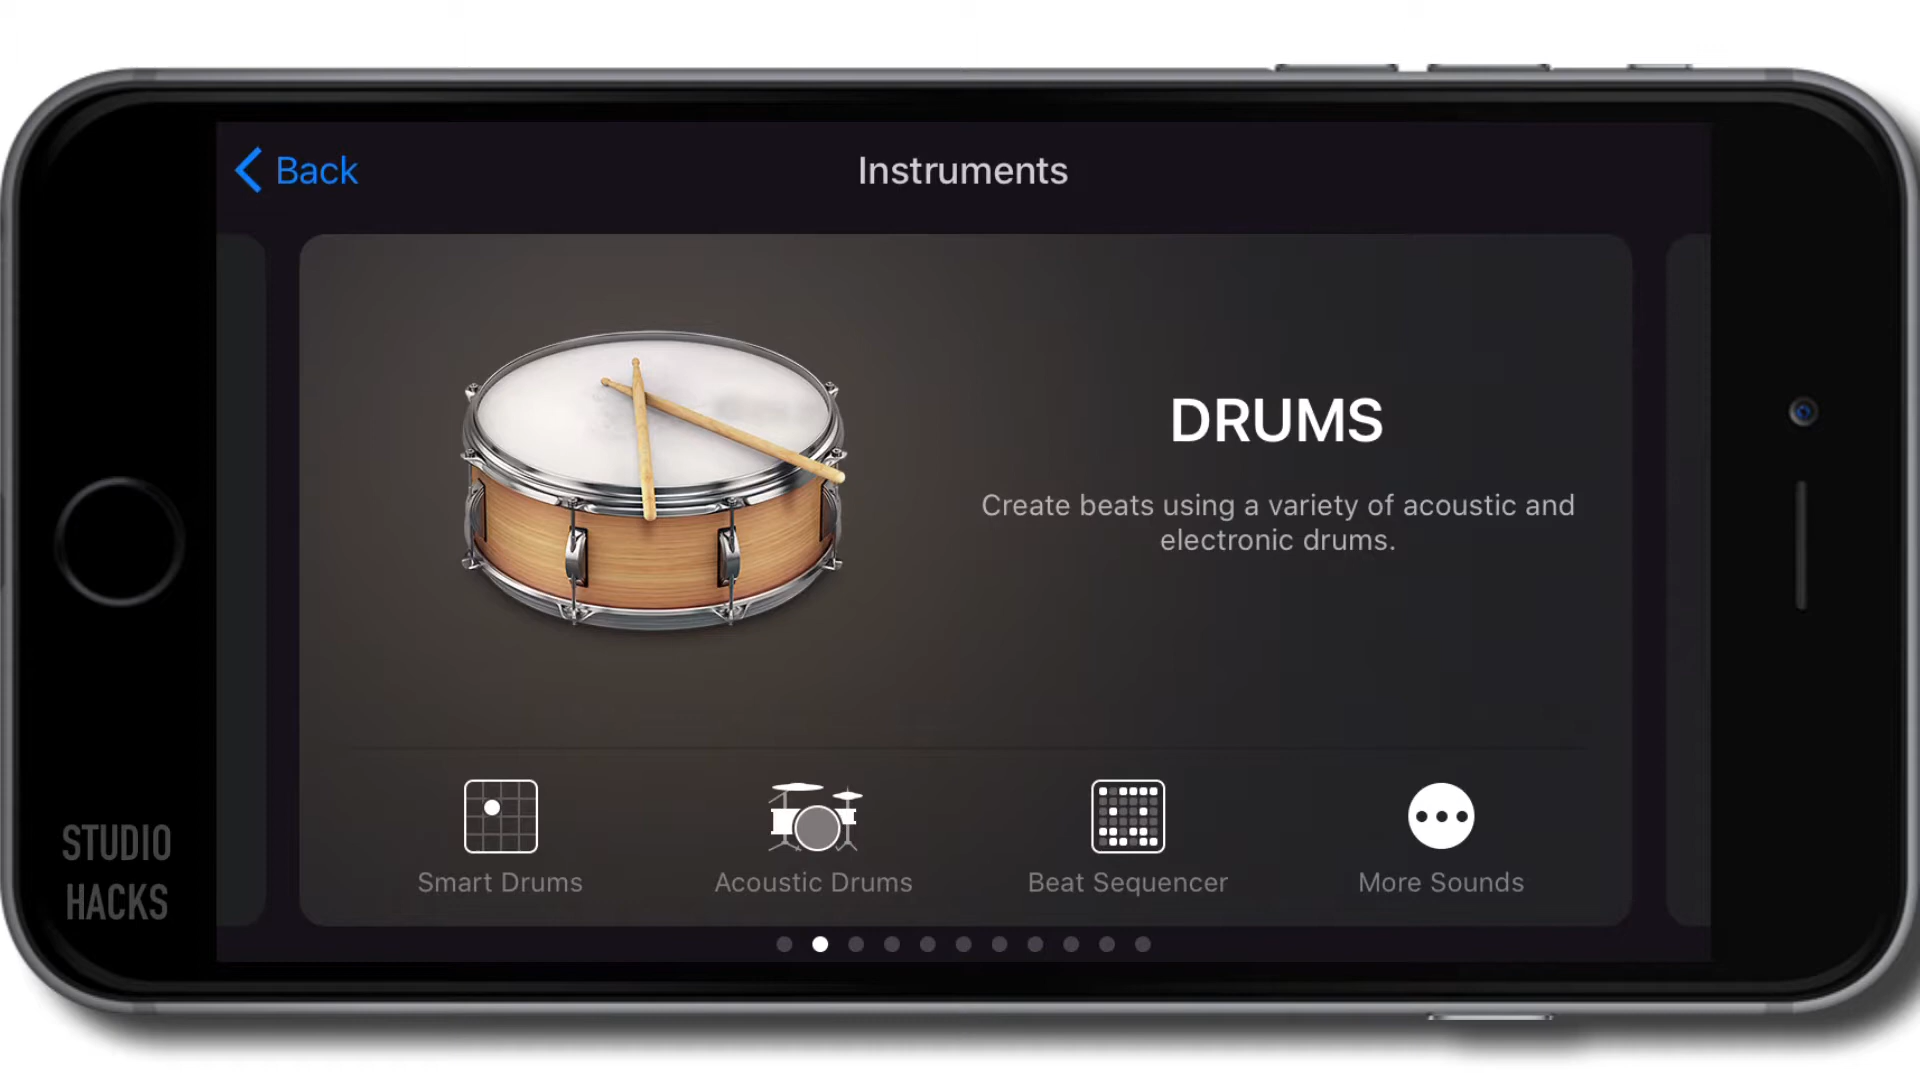 Back
Instruments
DRUMS
Create beats using a variety of acoustic and
electronic drums.
Smart Drums
Acoustic Drums
Beat Sequencer
More Sounds
STUDIO
HACKS